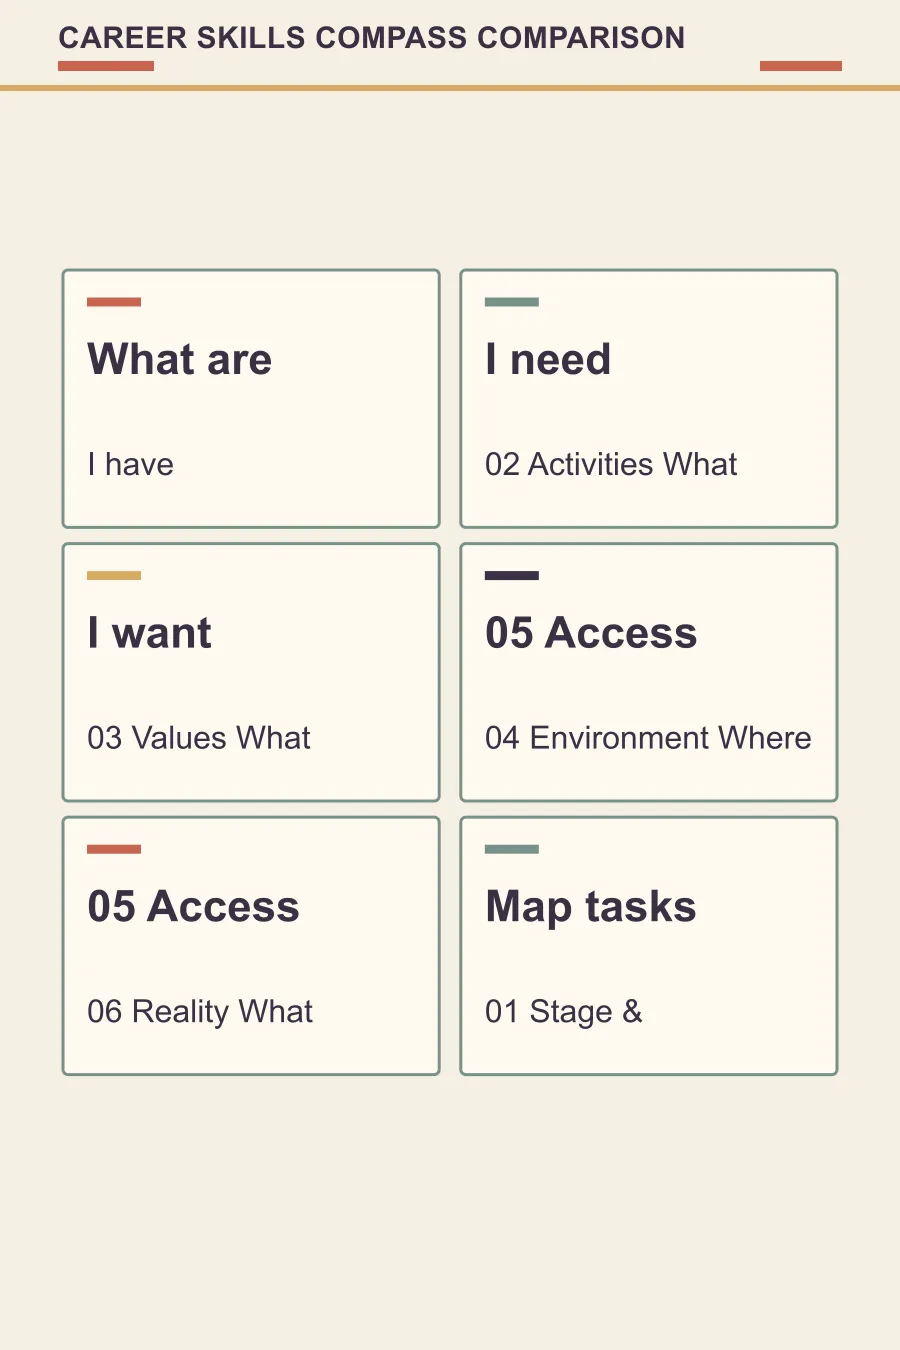 CAREER SKILLS COMPASS COMPARISON
What are
I have
I need
02 Activities What
I want
03 Values What
05 Access
04 Environment Where
05 Access
06 Reality What
Map tasks
01 Stage &